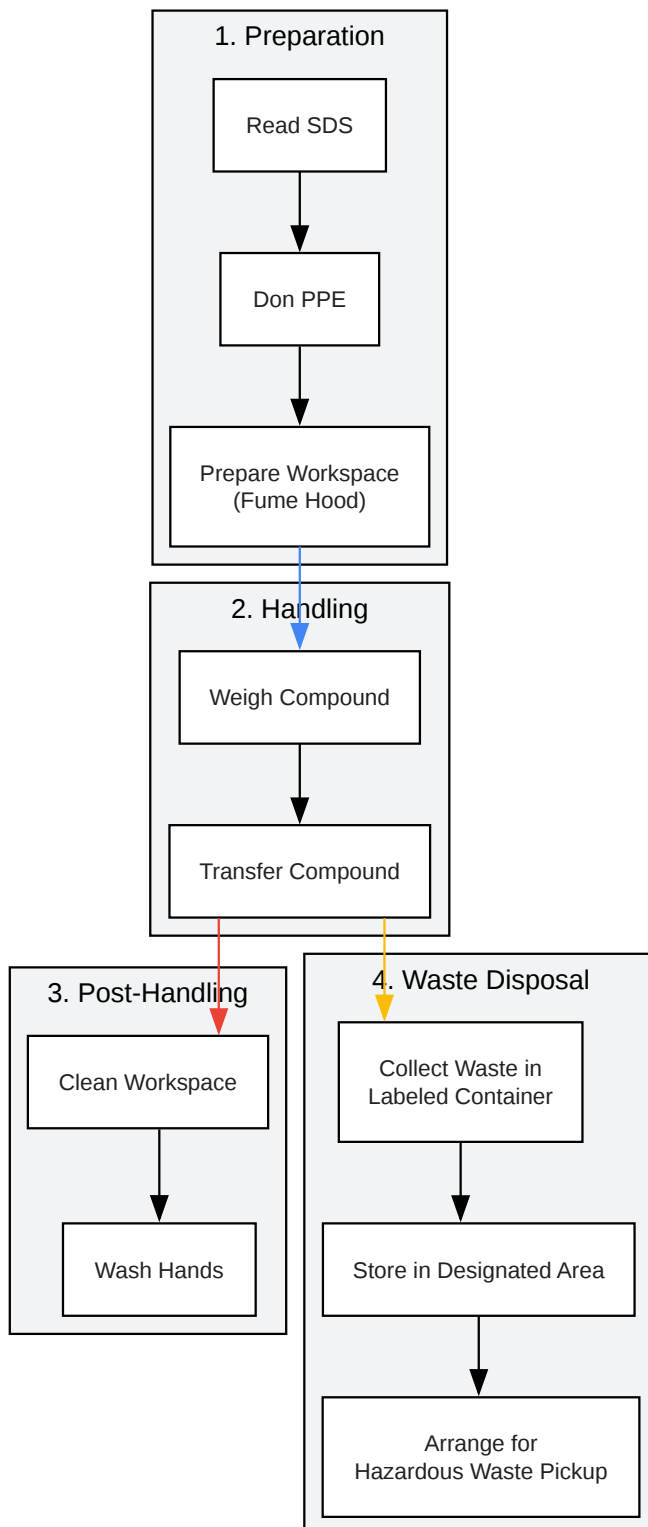 1. Preparation
Read SDS
Don PPE
Prepare Workspace
(Fume Hood)
2. Handling
Weigh Compound
Transfer Compound
3. Post-Handling
Clean Workspace
Wash Hands
4. Waste Disposal
Collect Waste in
Labeled Container
Store in Designated Area
Arrange for
Hazardous Waste Pickup